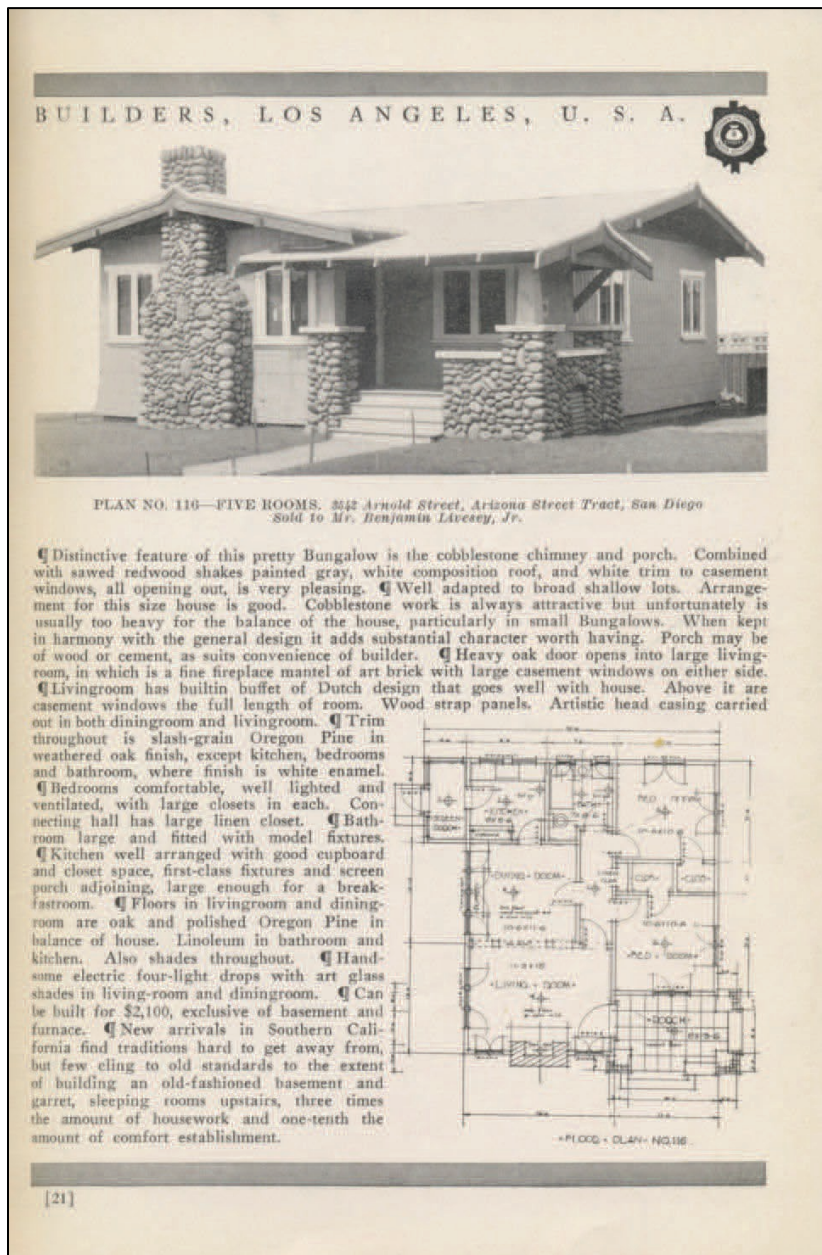 BUILDERS, LOS ANGELES, U. S. A.
PLAN NO. 116—FIVE ROOMS. 3542 Arnold Street, Arizona Street Tract, San Diego
Sold to Mr. Benjamin Livesey, Jr.
¶ Distinctive feature of this pretty Bungalow is the cobblestone chimney and porch. Combined
with sawed redwood shakes painted gray, white composition roof, and white trim to casement
windows, all opening out, is very pleasing. ¶ Well adapted to broad shallow lots. Arrange-
ment for this size house is good. Cobblestone work is always attractive but unfortunately is
usually too heavy for the balance of the house, particularly in small Bungalows. When kept
in harmony with the general design it adds substantial character worth having. Porch may be
of wood or cement, as suits convenience of builder. ¶ Heavy oak door opens into large living-
room, in which is a fine fireplace mantel of art brick with large casement windows on either side.
¶ Livingroom has builtin buffet of Dutch design that goes well with house. Above it are
casement windows the full length of room. Wood strap panels. Artistic head casing carried
out in both diningroom and livingroom. ¶ Trim
throughout is slash-grain Oregon Pine in
weathered oak finish, except kitchen, bedrooms
and bathroom, where finish is white enamel.
¶ Bedrooms comfortable, well lighted and
ventilated, with large closets in each. Con-
necting hall has large linen closet. ¶ Bath-
room large and fitted with model fixtures.
¶ Kitchen well arranged with good cupboard
and closet space, first-class fixtures and screen
porch adjoining, large enough for a break-
fastroom. ¶ Floors in livingroom and dining-
room are oak and polished Oregon Pine in
balance of house. Linoleum in bathroom and
kitchen. Also shades throughout. ¶ Hand-
some electric four-light drops with art glass
shades in living-room and diningroom. ¶ Can
be built for $2,100, exclusive of basement and
furnace. ¶ New arrivals in Southern Cali-
fornia find traditions hard to get away from,
but few cling to old standards to the extent
of building an old-fashioned basement and
garret, sleeping rooms upstairs, three times
the amount of housework and one-tenth the
amount of comfort establishment.
SCREEN
PORCH
KITCHEN
BATH
BED ROOM
DINING ROOM
CLOS
CLOS
BED ROOM
LIVING ROOM
PORCH
FLOOR PLAN NO. 116
[21]